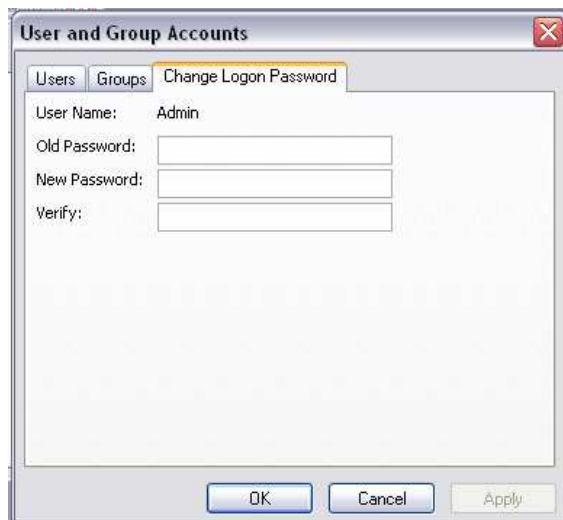 User and Group Accounts
Users Groups Change Logon Password
User Name: Admin
Old Password:
New Password:
Verify:
OK Cancel Apply